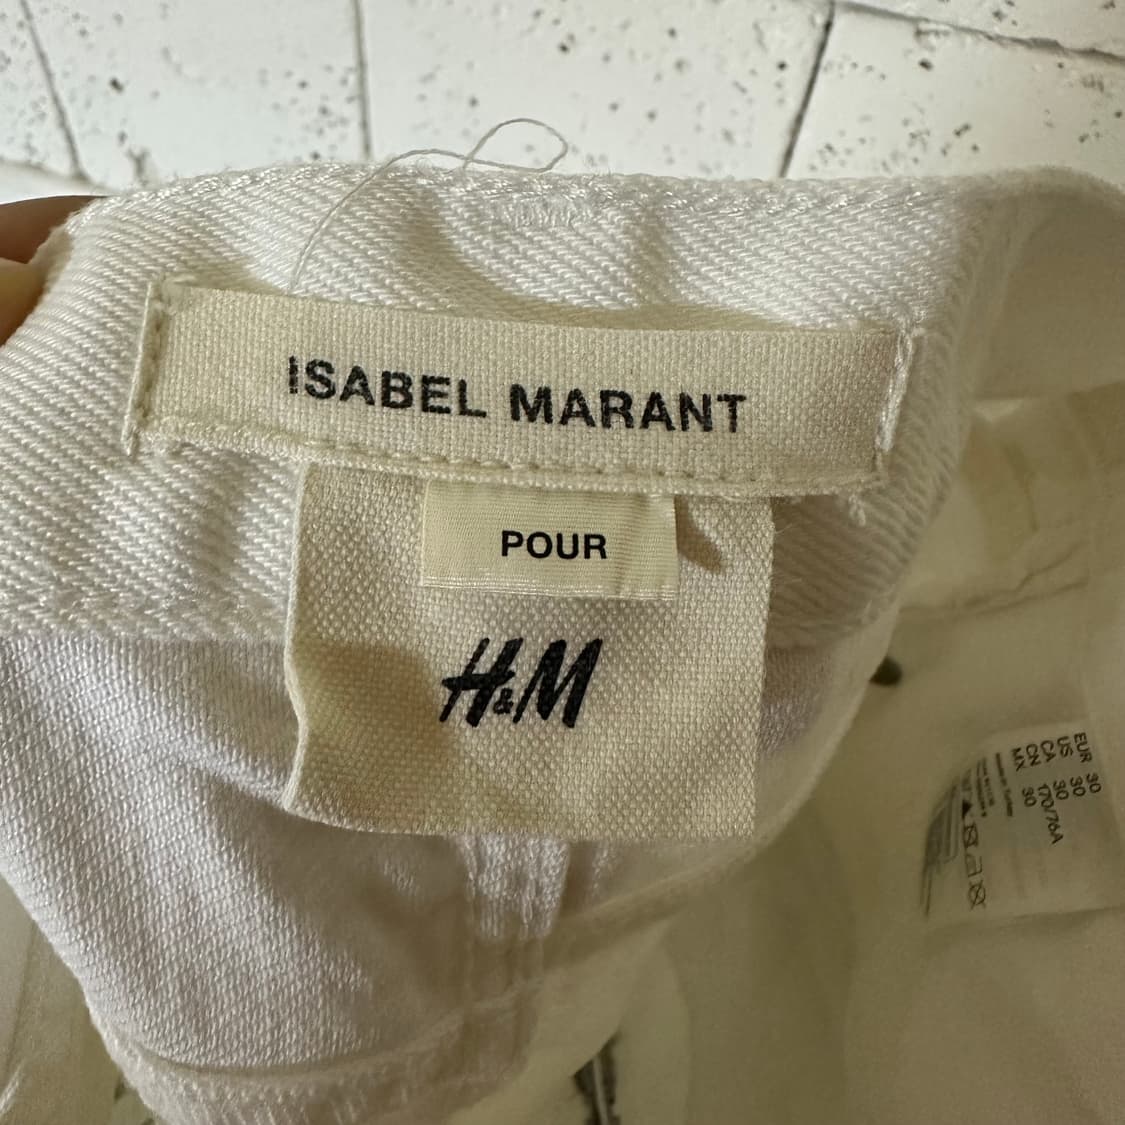 ISABEL MARANT
POUR
H&M
EUR 30
US 30
CA 30
CN 170/76A
MX 30